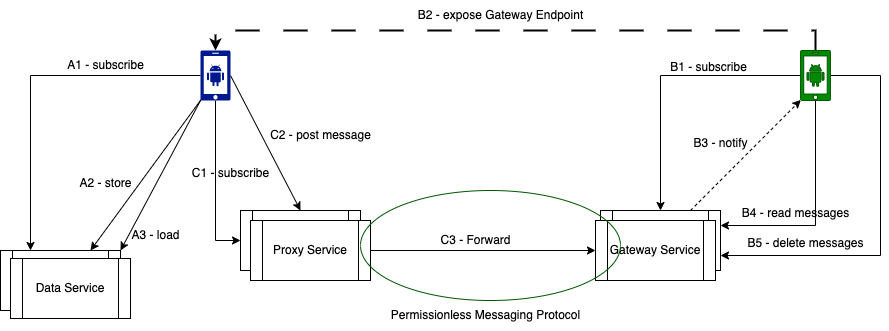 B2 - expose Gateway Endpoint
A1 - subscribe
B1 - subscribe
C2 - post message
B3 - notify
C1 - subscribe
A2 - store
B4 - read messages
A3 - load
C3 - Forward
B5 - delete messages
Proxy Service
Gateway Service
Data Service
Permissionless Messaging Protocol